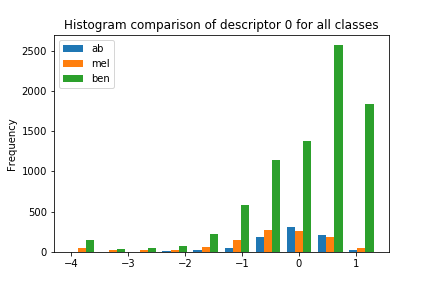 Histogram comparison of descriptor 0 for all classes
ab
mel
ben
Frequency
2500
2000
1500
1000
500
0
−4 −3 −2 −1 0 1